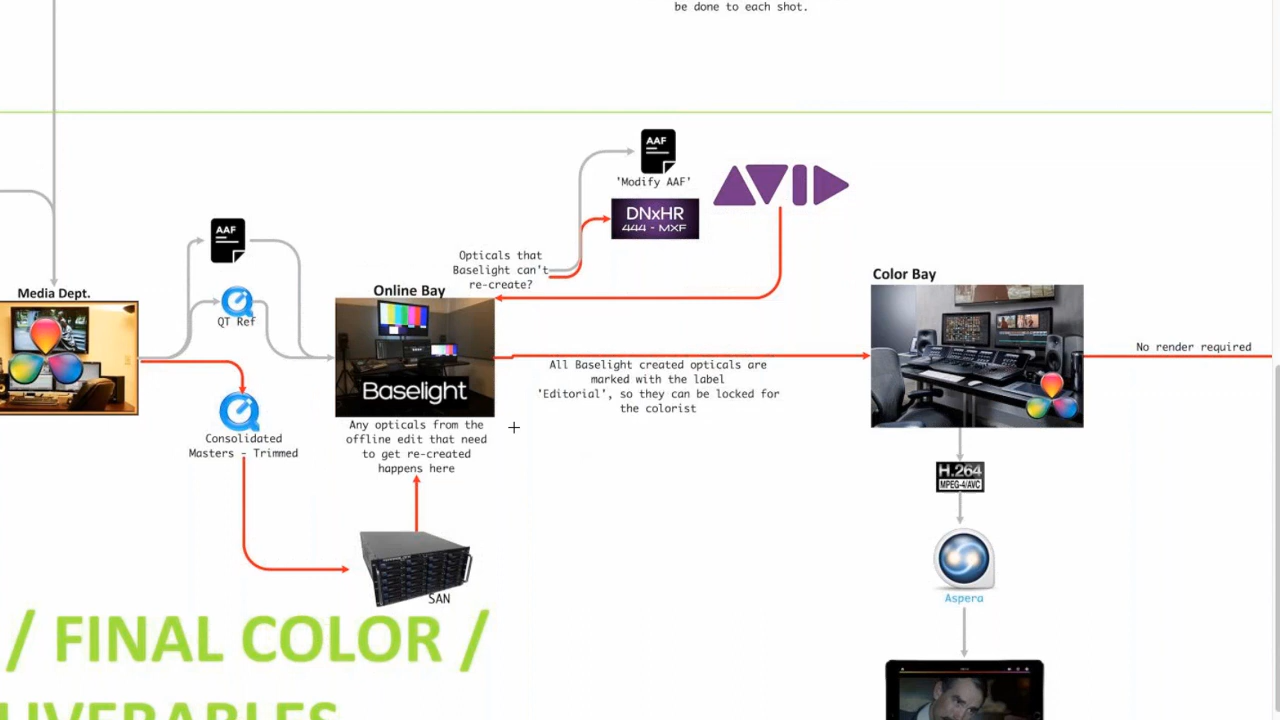 be done to each shot.
AAF
'Modify AAF'
AVID
DNxHR
444 - MXF
AAF
Opticals that
Baselight can't
re-create?
Color Bay
Media Dept.
Online Bay
QT Ref
No render required
Baselight
All Baselight created opticals are
marked with the label
'Editorial', so they can be locked for
the colorist
Any opticals from the
offline edit that need
to get re-created
happens here
Consolidated
Masters - Trimmed
H.264
MPEG-4/AVC
SAN
Aspera
/ FINAL COLOR /
LIVERABLES